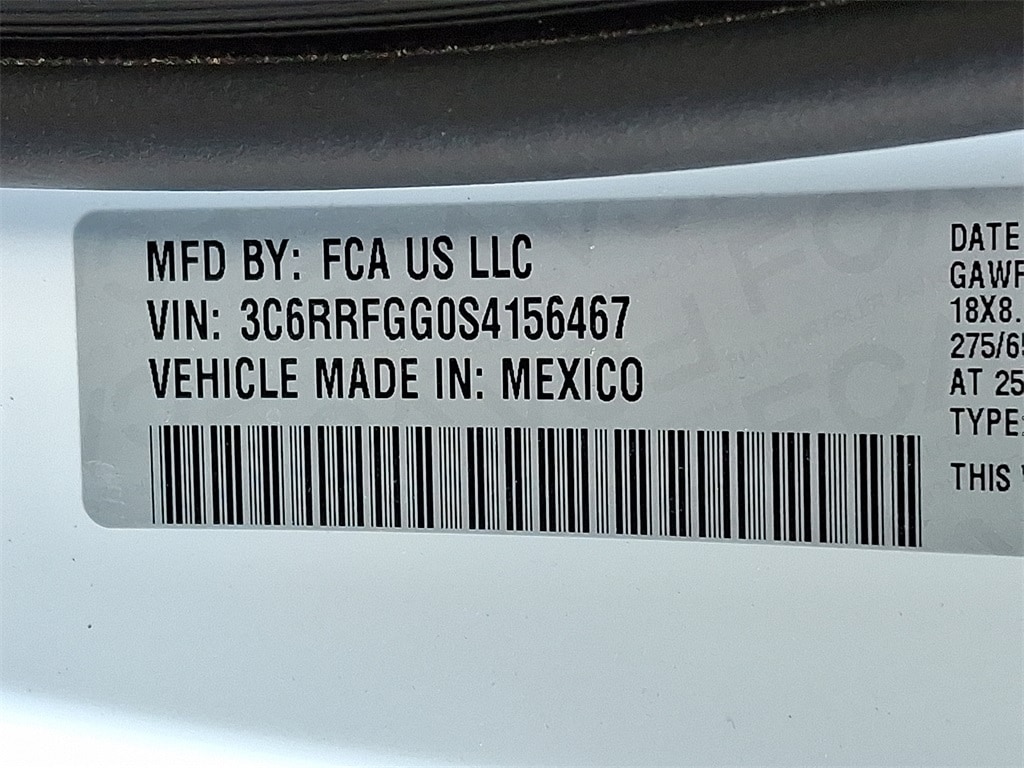 MFD BY: FCA US LLC
VIN: 3C6RRFGG0S4156467
VEHICLE MADE IN: MEXICO
DATE
GAWF
18X8.
275/65
AT 25
TYPE:
THIS